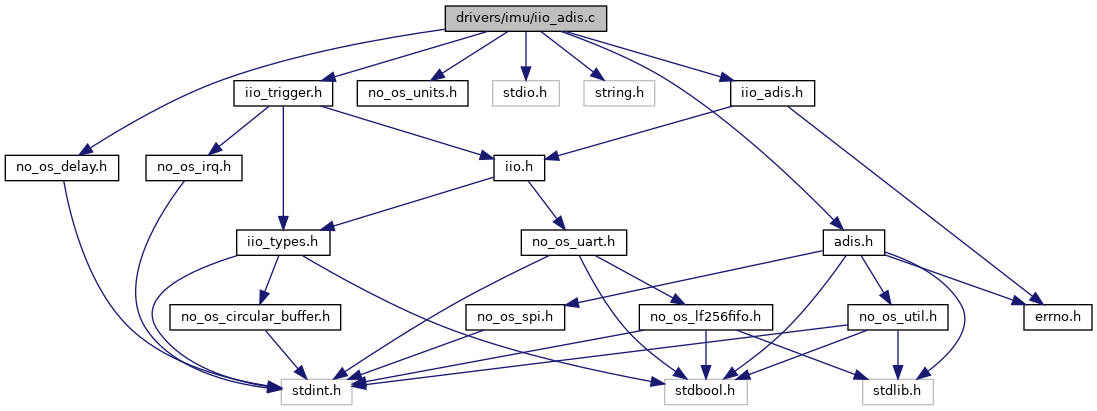 drivers/imu/iio_adis.c
iio_trigger.h
no_os_units.h
stdio.h
string.h
iio_adis.h
no_os_delay.h
no_os_irq.h
iio.h
iio_types.h
no_os_uart.h
adis.h
no_os_circular_buffer.h
no_os_spi.h
no_os_lf256fifo.h
no_os_util.h
errno.h
stdint.h
stdbool.h
stdlib.h